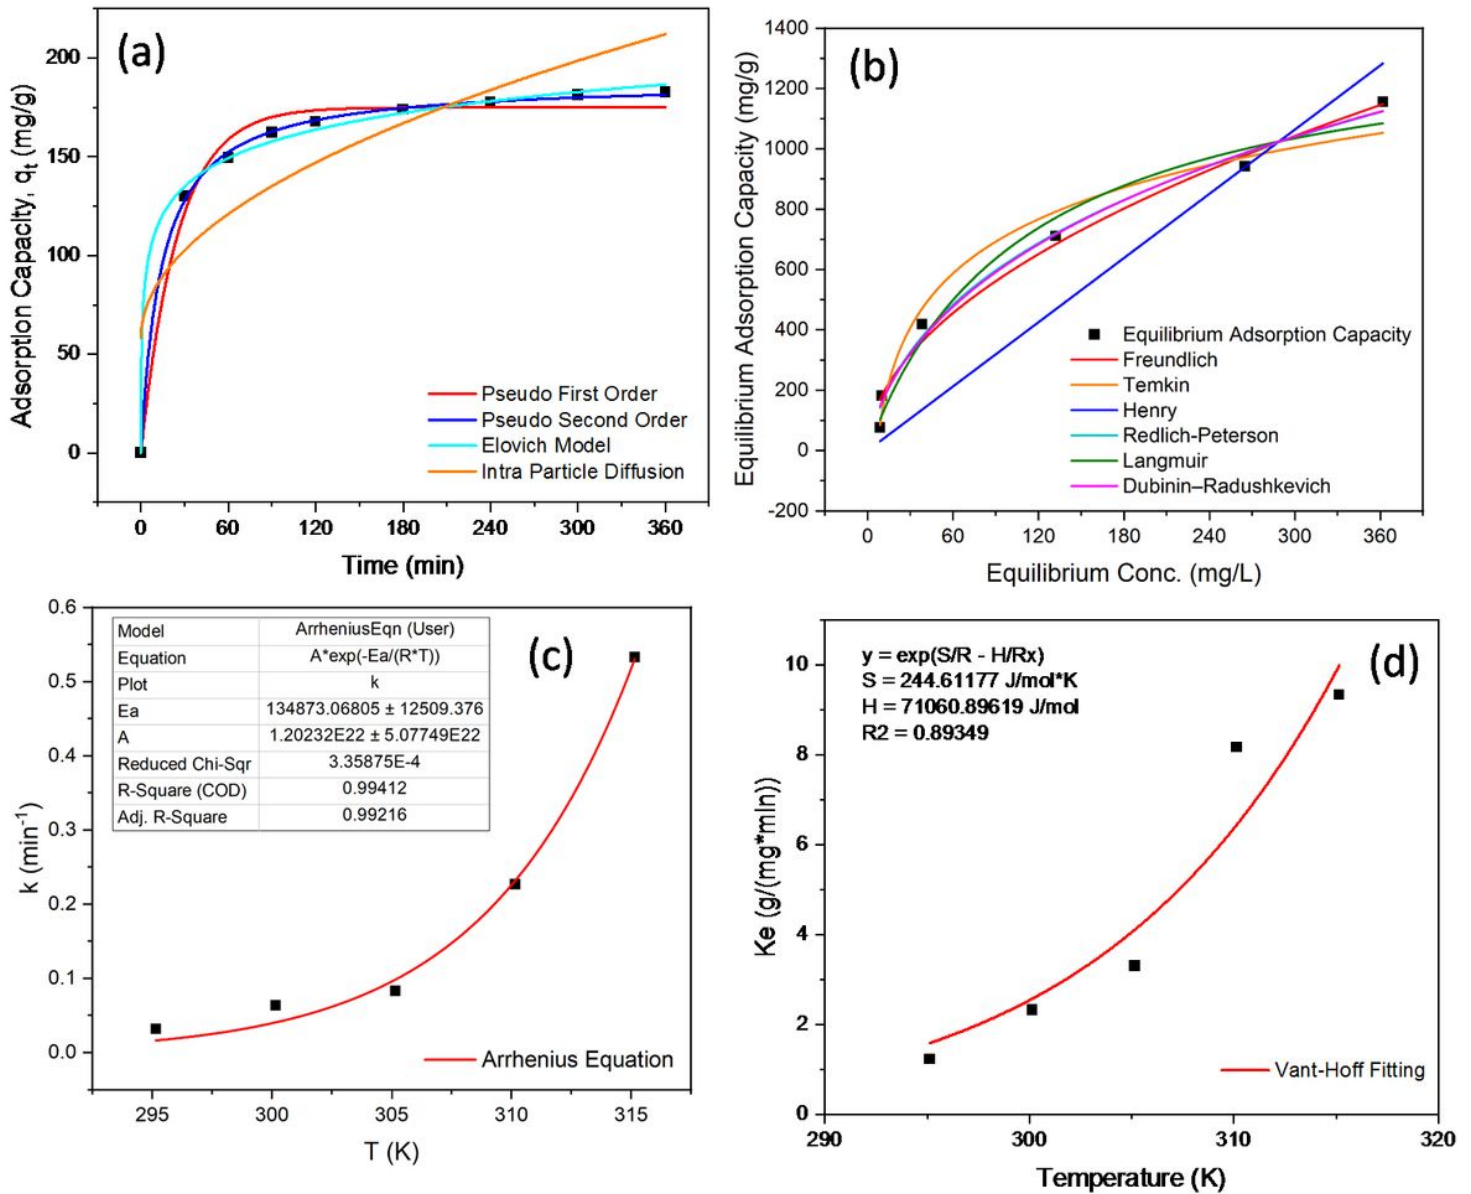 (a)
Adsorption Capacity, qt (mg/g)
200
150
100
50
0
Pseudo First Order
Pseudo Second Order
Elovich Model
Intra Particle Diffusion
0 60 120 180 240 300 360
Time (min)
(b)
Equilibrium Adsorption Capacity (mg/g)
1400
1200
1000
800
600
400
200
0
-200
Equilibrium Adsorption Capacity
Freundlich
Temkin
Henry
Redlich-Peterson
Langmuir
Dubinin–Radushkevich
0 60 120 180 240 300 360
Equilibrium Conc. (mg/L)
(c)
k (min-1)
0.6
0.5
0.4
0.3
0.2
0.1
0.0
Model ArrheniusEqn (User)
Equation A*exp(-Ea/(R*T))
Plot k
Ea 134873.06805 ± 12509.376
A 1.20232E22 ± 5.07749E22
Reduced Chi-Sqr 3.35875E-4
R-Square (COD) 0.99412
Adj. R-Square 0.99216
Arrhenius Equation
295 300 305 310 315
T (K)
(d)
Ke (g/(mg*min))
10
8
6
4
2
0
y = exp(S/R - H/Rx)
S = 244.61177 J/mol*K
H = 71060.89619 J/mol
R2 = 0.89349
Vant-Hoff Fitting
290 300 310 320
Temperature (K)